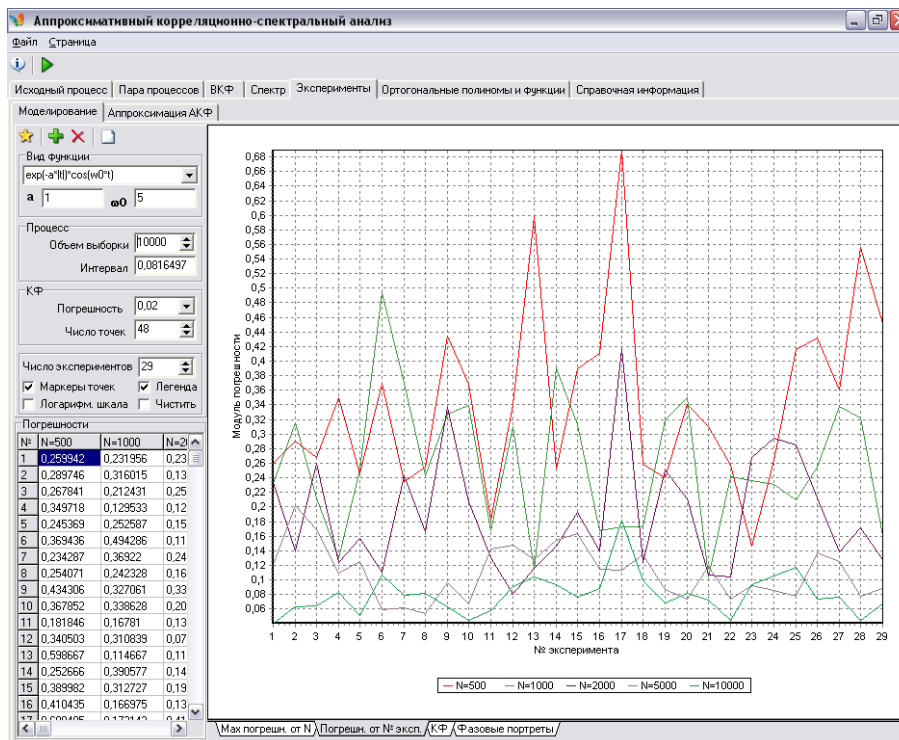 Аппроксимативный корреляционно-спектральный анализ
Файл Страница
Исходный процесс Пара процессов ВКФ Спектр Эксперименты Ортогональные полиномы и функции Справочная информация
Моделирование Аппроксимация АКФ
Вид функции
exp(-a*|t|)*cos(w0*t)
a 1 ω0 5
Процесс
Объем выборки 10000
Интервал 0,0816497
КФ
Погрешность 0,02
Число точек 48
Число экспериментов 29
Маркеры точек Легенда
Логарифм. шкала Чистить
Погрешности
№ N=500 N=1000 N=2(
1 0,259942 0,231956 0,23
2 0,289746 0,316015 0,13
3 0,267841 0,212431 0,25
4 0,349718 0,129533 0,12
5 0,245369 0,252587 0,15
6 0,369436 0,494286 0,11
7 0,234287 0,36922 0,24
8 0,254071 0,242328 0,16
9 0,434306 0,327061 0,33
10 0,367852 0,338628 0,20
11 0,181846 0,16781 0,13
12 0,340503 0,310839 0,07
13 0,598667 0,114667 0,11
14 0,252666 0,390577 0,14
15 0,389982 0,312727 0,19
16 0,410435 0,166975 0,13
Модуль погрешности
0,68
0,66
0,64
0,62
0,6
0,58
0,56
0,54
0,52
0,5
0,48
0,46
0,44
0,42
0,4
0,38
0,36
0,34
0,32
0,3
0,28
0,26
0,24
0,22
0,2
0,18
0,16
0,14
0,12
0,1
0,08
0,06
1 2 3 4 5 6 7 8 9 10 11 12 13 14 15 16 17 18 19 20 21 22 23 24 25 26 27 28 29
№ эксперимента
N=500 N=1000 N=2000 N=5000 N=10000
Max погрешн. от N Погрешн. от № эксп. КФ Фазовые портреты